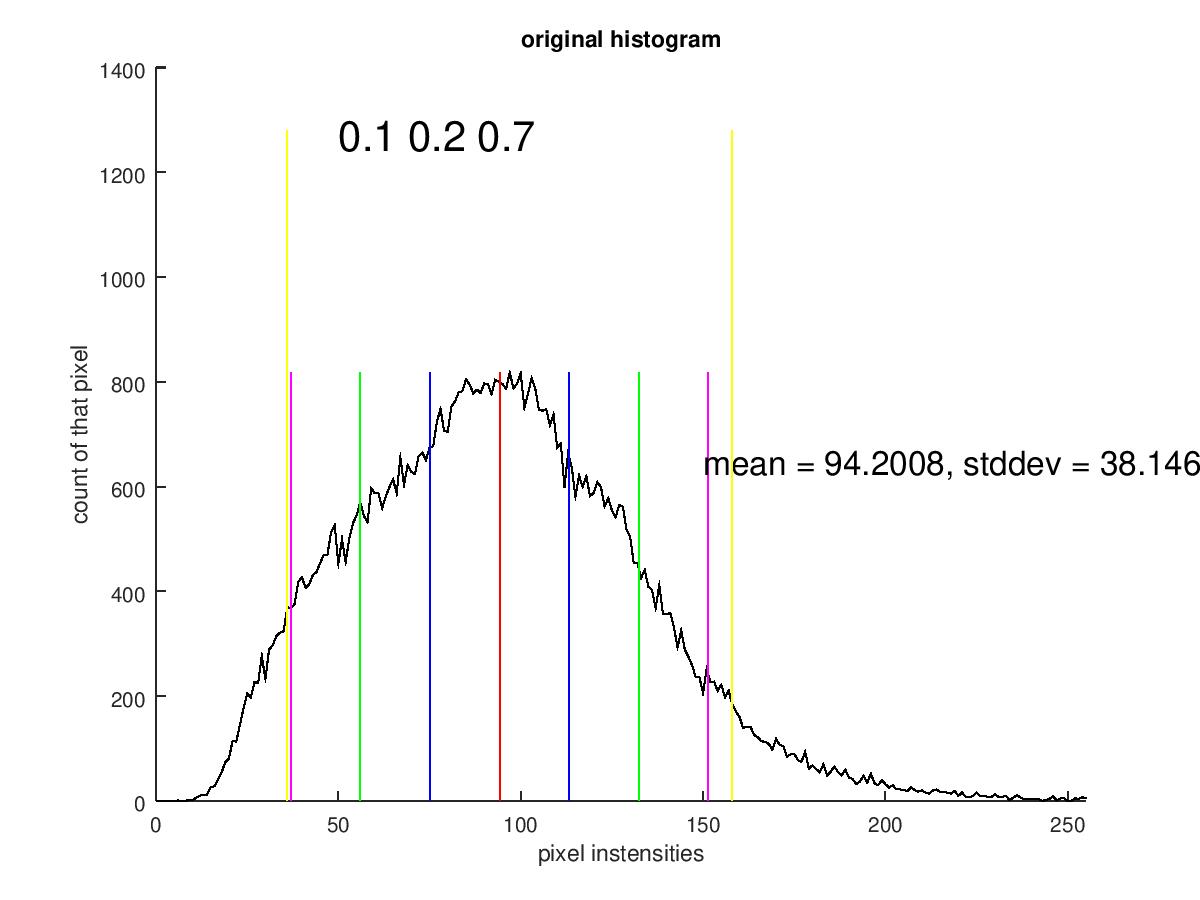 original histogram
1400
0.1 0.2 0.7
1200
1000
800
600
400
200
0
count of that pixel
mean = 94.2008, stddev = 38.146
0 50 100 150 200 250
pixel instensities